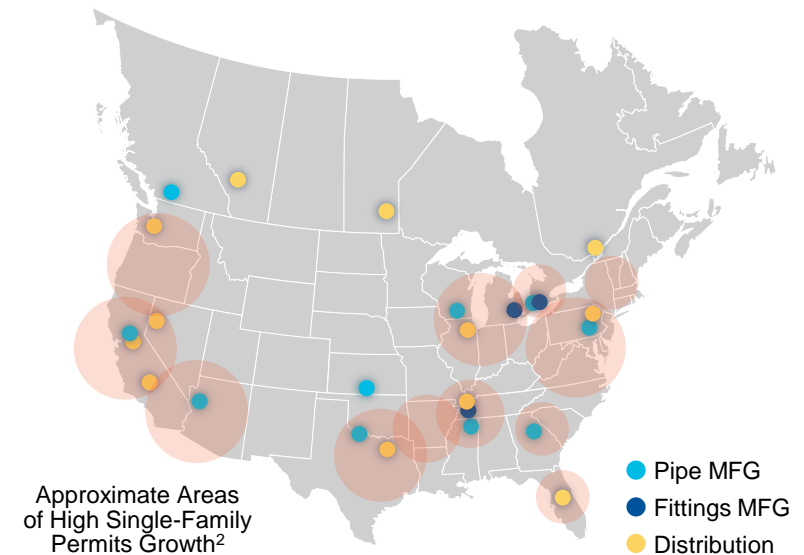 Approximate Areas
of High Single-Family
Permits Growth2
Pipe MFG
Fittings MFG
Distribution